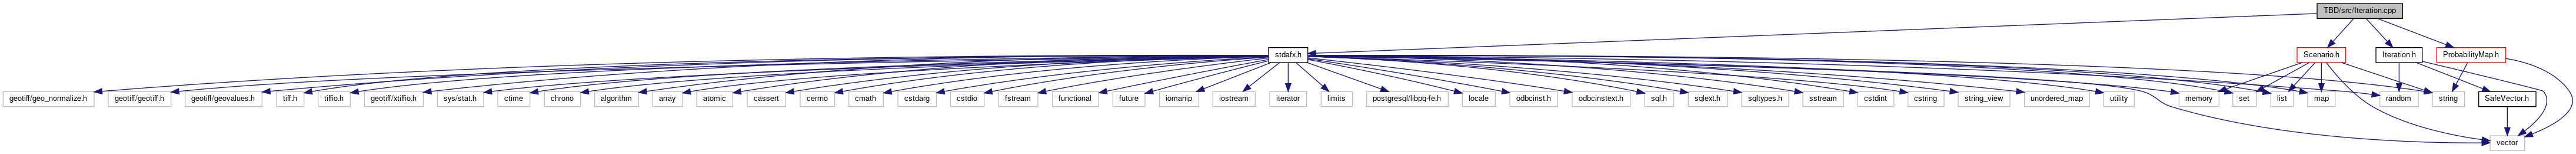 TBD/src/Iteration.cpp
stdafx.h
Scenario.h
Iteration.h
ProbabilityMap.h
geotiff/geo_normalize.h
geotiff/geotiff.h
geotiff/geovalues.h
tiff.h
tiffio.h
geotiff/xtiffio.h
sys/stat.h
ctime
chrono
algorithm
array
atomic
cassert
cerrno
cmath
cstdarg
cstdio
fstream
functional
future
iomanip
iostream
iterator
limits
postgresql/libpq-fe.h
locale
odbcinst.h
odbcinstext.h
sql.h
sqlext.h
sqltypes.h
sstream
cstdint
cstring
string_view
unordered_map
utility
memory
set
list
map
random
string
SafeVector.h
vector